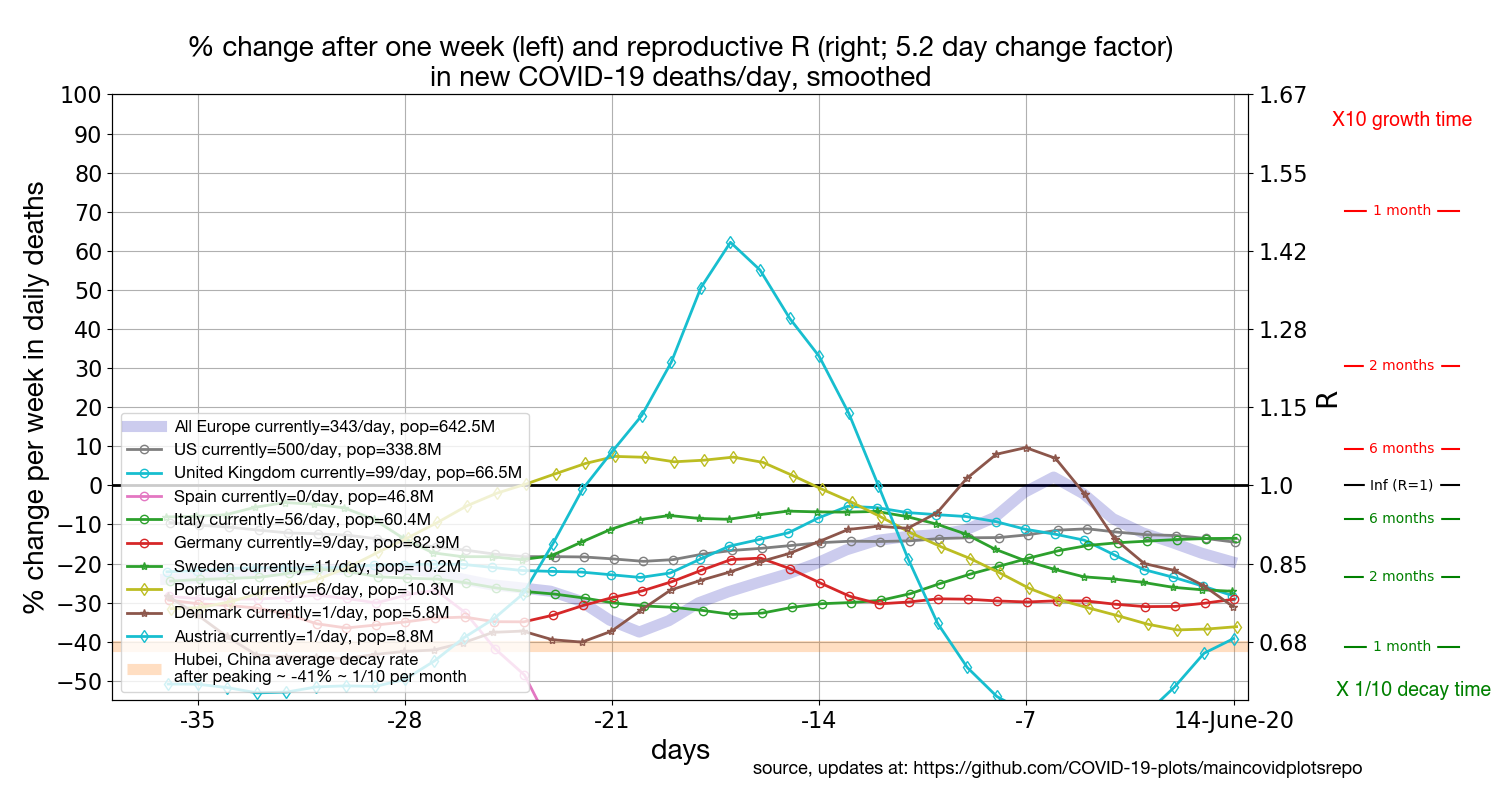 % change after one week (left) and reproductive R (right; 5.2 day change factor)
in new COVID-19 deaths/day, smoothed
% change per week in daily deaths
100
90
80
70
60
50
40
30
20
10
0
−10
−20
−30
−40
−50
All Europe currently=343/day, pop=642.5M
US currently=500/day, pop=338.8M
United Kingdom currently=99/day, pop=66.5M
Spain currently=0/day, pop=46.8M
Italy currently=56/day, pop=60.4M
Germany currently=9/day, pop=82.9M
Sweden currently=11/day, pop=10.2M
Portugal currently=6/day, pop=10.3M
Denmark currently=1/day, pop=5.8M
Austria currently=1/day, pop=8.8M
Hubei, China average decay rate
after peaking ~ -41% ~ 1/10 per month
1.67
1.55
1.42
1.28
1.15
1.0
0.85
0.68
R
X10 growth time
1 month
2 months
6 months
Inf (R=1)
6 months
2 months
1 month
X 1/10 decay time
-35
-28
-21
-14
-7
14-June-20
days
source, updates at: https://github.com/COVID-19-plots/maincovidplotsrepo